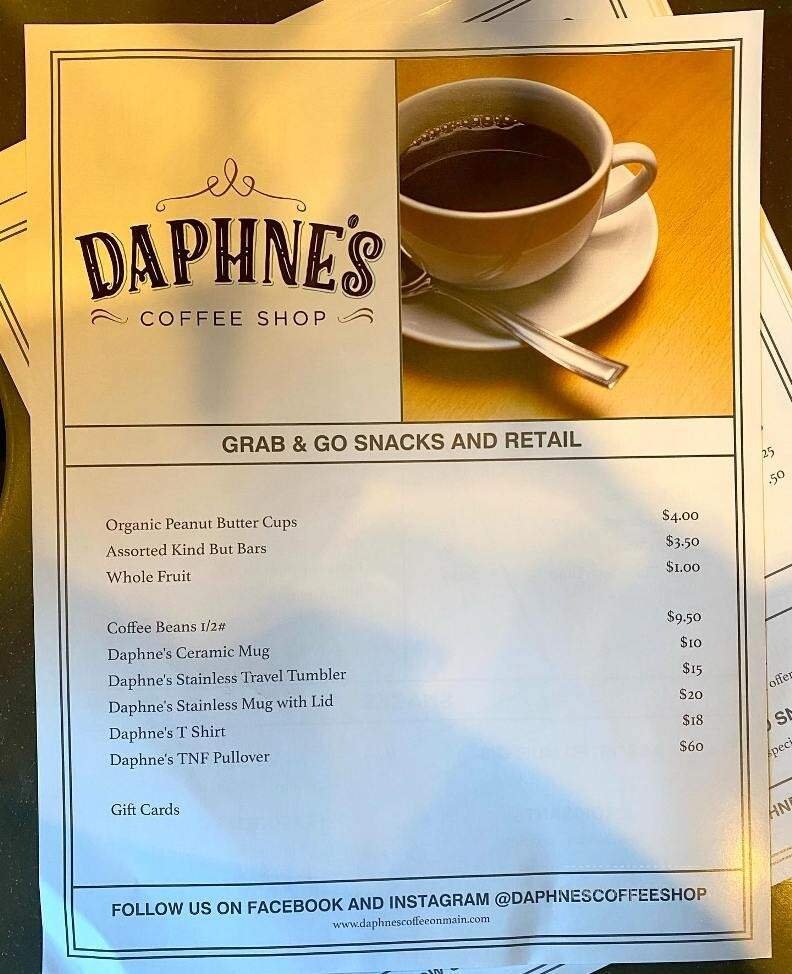 DAPHNE'S
COFFEE SHOP
GRAB & GO SNACKS AND RETAIL
Organic Peanut Butter Cups $4.00
Assorted Kind But Bars $3.50
Whole Fruit $1.00
Coffee Beans 1/2# $9.50
Daphne's Ceramic Mug $10
Daphne's Stainless Travel Tumbler $15
Daphne's Stainless Mug with Lid $20
Daphne's T Shirt $18
Daphne's TNF Pullover $60
Gift Cards
FOLLOW US ON FACEBOOK AND INSTAGRAM @DAPHNESCOFFEESHOP
www.daphnescoffeeonmain.com
25
.50